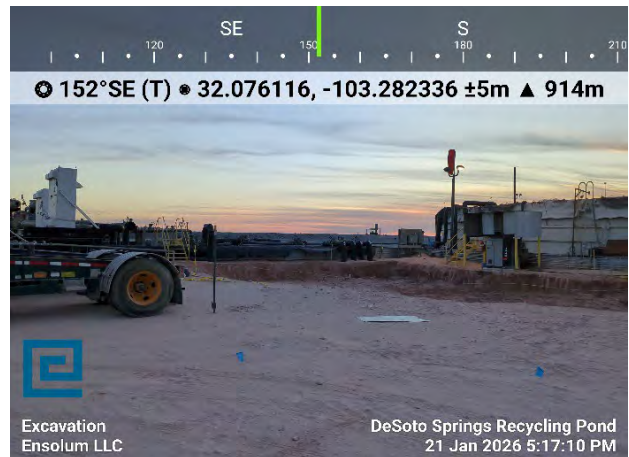 SE S
120 150 180 210
152°SE (T) ● 32.076116, -103.282336 ±5m ▲ 914m
Excavation
Ensolum LLC
DeSoto Springs Recycling Pond
21 Jan 2026 5:17:10 PM